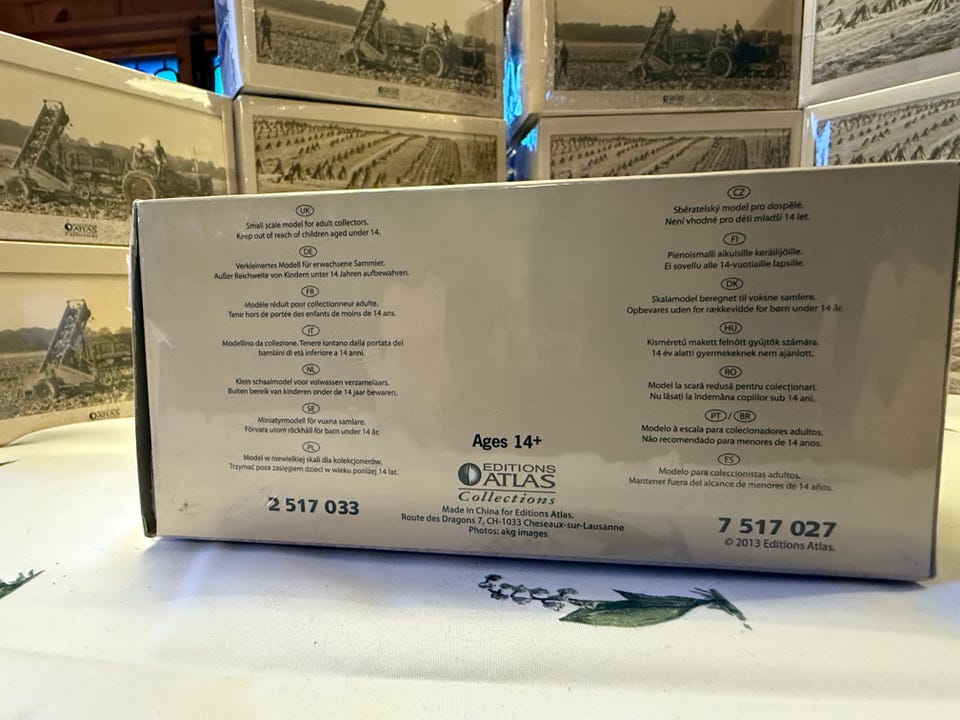 ATLAS
Collections
ATLAS
ATLAS
ATLAS
UK
Small scale model for adult collectors.
Keep out of reach of children aged under 14.
DE
Verkleinertes Modell für erwachsene Sammler.
Außer Reichweite von Kindern unter 14 Jahren aufbewahren.
FR
Modèle réduit pour collectionneur adulte.
Tenir hors de portée des enfants de moins de 14 ans.
IT
Modellino da collezione. Tenere lontano dalla portata dei
bambini di età inferiore a 14 anni.
NL
Klein schaalmodel voor volwassen verzamelaars.
Buiten bereik van kinderen onder de 14 jaar bewaren.
SE
Miniatyrmodell för vuxna samlare.
Förvara utom räckhåll för barn under 14 år.
PL
Model w niewielkiej skali dla kolekcjonerów.
Trzymać poza zasięgiem dzieci w wieku poniżej 14 lat.
2 517 033
Ages 14+
EDITIONS
ATLAS
Collections
Made in China for Editions Atlas.
Route des Dragons 7, CH-1033 Cheseaux-sur-Lausanne
Photos: akg images
CZ
Sběratelský model pro dospělé.
Není vhodné pro děti mladší 14 let.
FI
Pienoismalli aikuisille keräilijöille.
Ei sovellu alle 14-vuotiaille lapsille.
DK
Skalamodel beregnet til voksne samlere.
Opbevares uden for rækkevidde for børn under 14 år.
HU
Kisméretű makett felnőtt gyűjtők számára.
14 év alatti gyermekeknek nem ajánlott.
RO
Model la scară redusă pentru colecționari.
Nu lăsați la îndemâna copiilor sub 14 ani.
PT / BR
Modelo à escala para colecionadores adultos.
Não recomendado para menores de 14 anos.
ES
Modelo para coleccionistas adultos.
Mantener fuera del alcance de menores de 14 años.
7 517 027
© 2013 Editions Atlas.